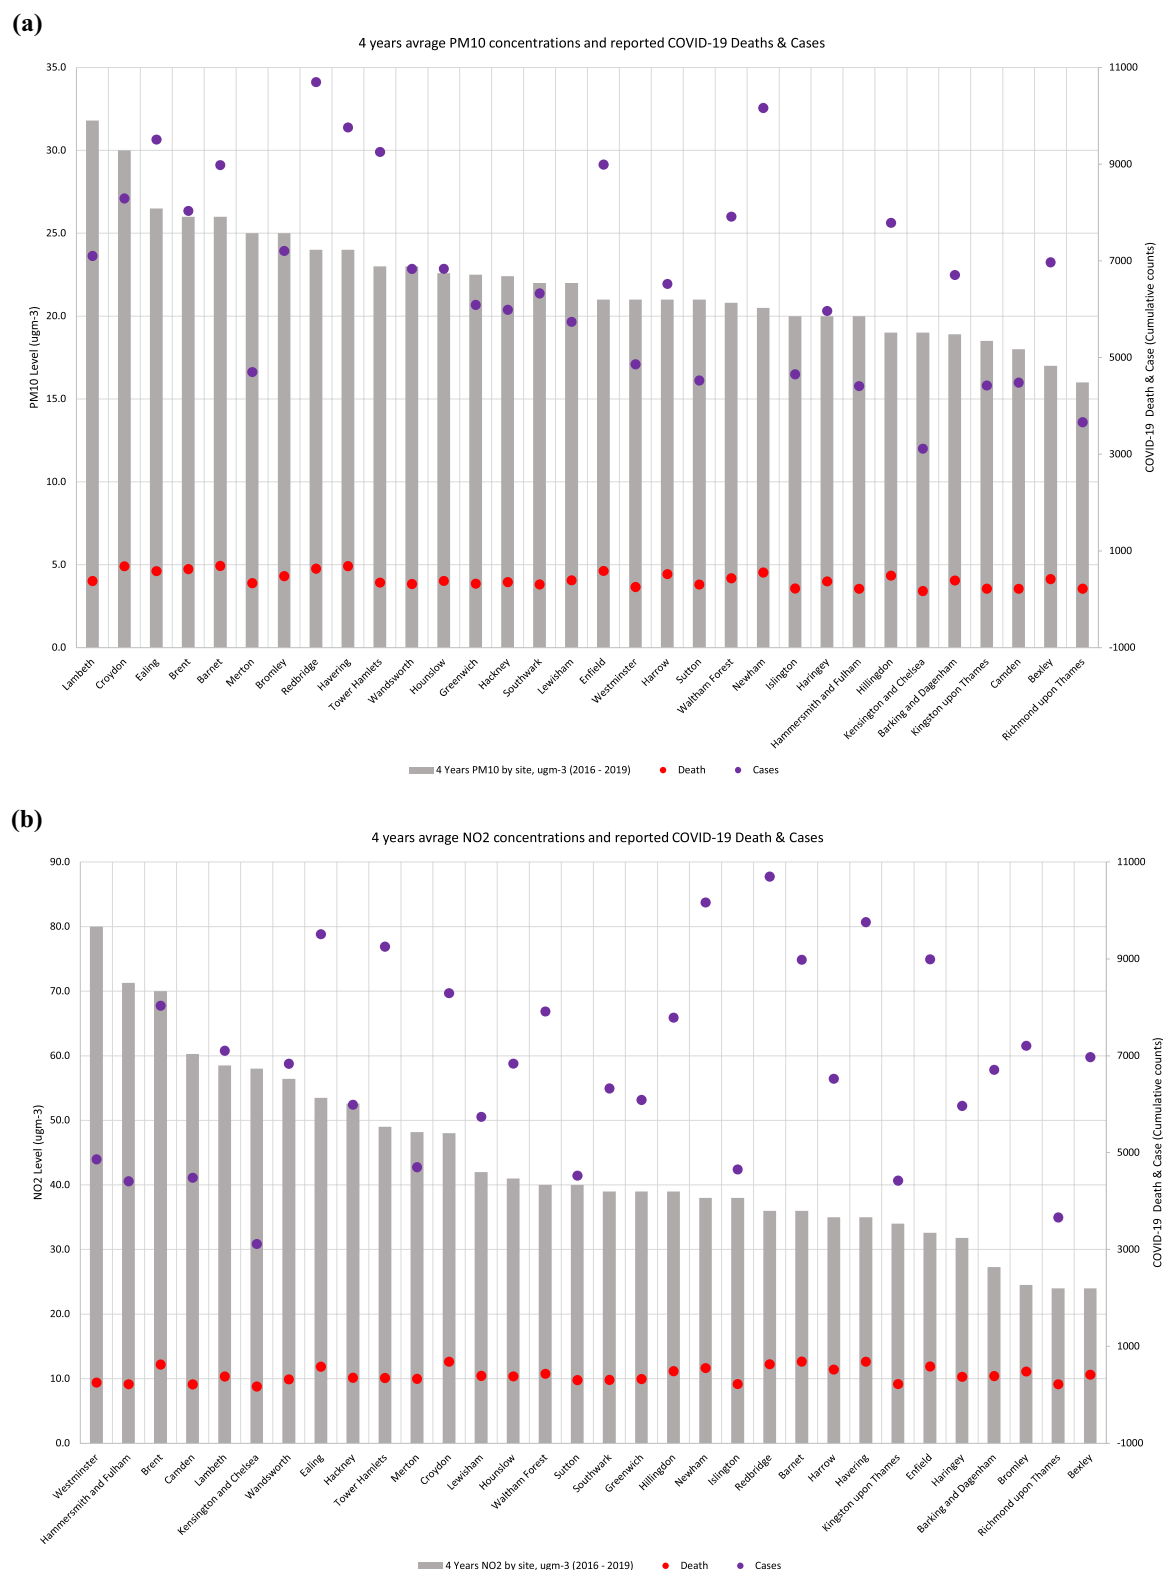 (a)
4 years avrage PM10 concentrations and reported COVID-19 Deaths & Cases
35.0
30.0
25.0
20.0
15.0
10.0
5.0
0.0
PM10 Level (ugm-3)
11000
9000
7000
5000
3000
1000
-1000
COVID-19 Death & Case (Cumulative counts)
Lambeth
Croydon
Ealing
Brent
Barnet
Merton
Bromley
Redbridge
Havering
Tower Hamlets
Wandsworth
Hounslow
Greenwich
Hackney
Southwark
Lewisham
Enfield
Westminster
Harrow
Sutton
Waltham Forest
Newham
Islington
Haringey
Hammersmith and Fulham
Hillingdon
Kensington and Chelsea
Barking and Dagenham
Kingston upon Thames
Camden
Bexley
Richmond upon Thames
4 Years PM10 by site, ugm-3 (2016 - 2019) Death Cases
(b)
4 years avrage NO2 concentrations and reported COVID-19 Death & Cases
90.0
80.0
70.0
60.0
50.0
40.0
30.0
20.0
10.0
0.0
NO2 Level (ugm-3)
11000
9000
7000
5000
3000
1000
-1000
COVID-19 Death & Case (Cumulative counts)
Westminster
Hammersmith and Fulham
Brent
Camden
Lambeth
Kensington and Chelsea
Wandsworth
Ealing
Hackney
Tower Hamlets
Merton
Croydon
Lewisham
Hounslow
Waltham Forest
Sutton
Southwark
Greenwich
Hillingdon
Newham
Islington
Redbridge
Barnet
Harrow
Havering
Kingston upon Thames
Enfield
Haringey
Barking and Dagenham
Bromley
Richmond upon Thames
Bexley
4 Years NO2 by site, ugm-3 (2016 - 2019) Death Cases